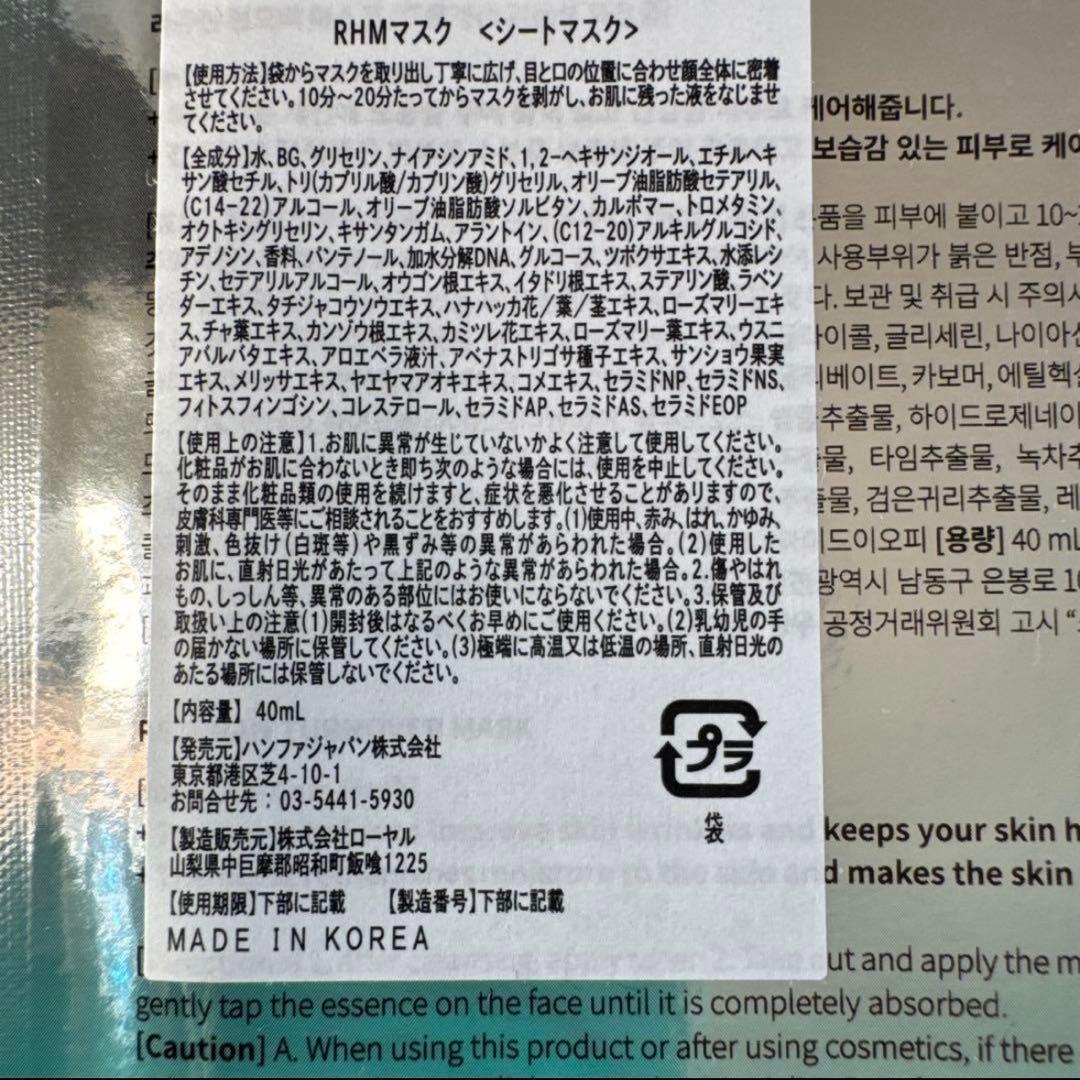 RHMマスク <シートマスク>
【使用方法】袋からマスクを取り出し丁寧に広げ、目と口の位置に合わせ顔全体に密着
させてください。10分～20分たってからマスクを剥がし、お肌に残った液をなじませ
てください。
【全成分】水、BG、グリセリン、ナイアシンアミド、1,2-ヘキサンジオール、エチルヘキ
サン酸セチル、トリ(カプリル酸/カプリン酸)グリセリル、オリーブ油脂肪酸セテアリル、
(C14-22)アルコール、オリーブ油脂肪酸ソルビタン、カルボマー、トロメタミン、
オクトキシグリセリン、キサンタンガム、アラントイン、(C12-20)アルキルグルコシド、
アデノシン、香料、パンテノール、加水分解DNA、グルコース、ツボクサエキス、水添レシ
チン、セテアリルアルコール、オウゴン根エキス、イタドリ根エキス、ステアリン酸、ラベン
ダーエキス、タチジャコウソウエキス、ハナハッカ花/葉/茎エキス、ローズマリーエキ
ス、チャ葉エキス、カンゾウ根エキス、カミツレ花エキス、ローズマリー葉エキス、ウスニ
アバルバタエキス、アロエベラ液汁、アベナストリゴサ種子エキス、サンショウ果実
エキス、メリッサエキス、ヤエヤマアオキエキス、コメエキス、セラミドNP、セラミドNS、
フィトスフィンゴシン、コレステロール、セラミドAP、セラミドAS、セラミドEOP
【使用上の注意】1.お肌に異常が生じていないかよく注意して使用してください。
化粧品がお肌に合わないとき即ち次のような場合には、使用を中止してください。
そのまま化粧品類の使用を続けますと、症状を悪化させることがありますので、
皮膚科専門医等にご相談されることをおすすめします。(1)使用中、赤み、はれ、かゆみ、
刺激、色抜け(白斑等)や黒ずみ等の異常があらわれた場合。(2)使用した
お肌に、直射日光があたって上記のような異常があらわれた場合。2.傷やはれ
もの、しっしん等、異常のある部位にはお使いにならないでください。3.保管及び
取扱い上の注意(1)開封後はなるべくお早めにご使用ください。(2)乳幼児の手
の届かない場所に保管してください。(3)極端に高温又は低温の場所、直射日光の
あたる場所には保管しないでください。
【内容量】 40mL
【発売元】ハンファジャパン株式会社
東京都港区芝4-10-1
お問合せ先：03-5441-5930
プラ
袋
【製造販売元】株式会社ローヤル
山梨県中巨摩郡昭和町飯喰1225
【使用期限】下部に記載 【製造番号】下部に記載
MADE IN KOREA
케어해줍니다.
보습감 있는 피부로 케어
품을 피부에 붙이고 10~
사용부위가 붉은 반점, 부
다. 보관 및 취급 시 주의사
라이콜, 글리세린, 나이아신
베이트, 카보머, 에틸헥실
추출물, 하이드로제네이
물, 타임추출물, 녹차추
출물, 검은귀리추출물, 레
이드이오피 [용량] 40 mL
광역시 남동구 은봉로 10
공정거래위원회 고시 “
keeps your skin h
d makes the skin
ut and apply the m
gently tap the essence on the face until it is completely absorbed.
[Caution] A. When using this product or after using cosmetics, if there